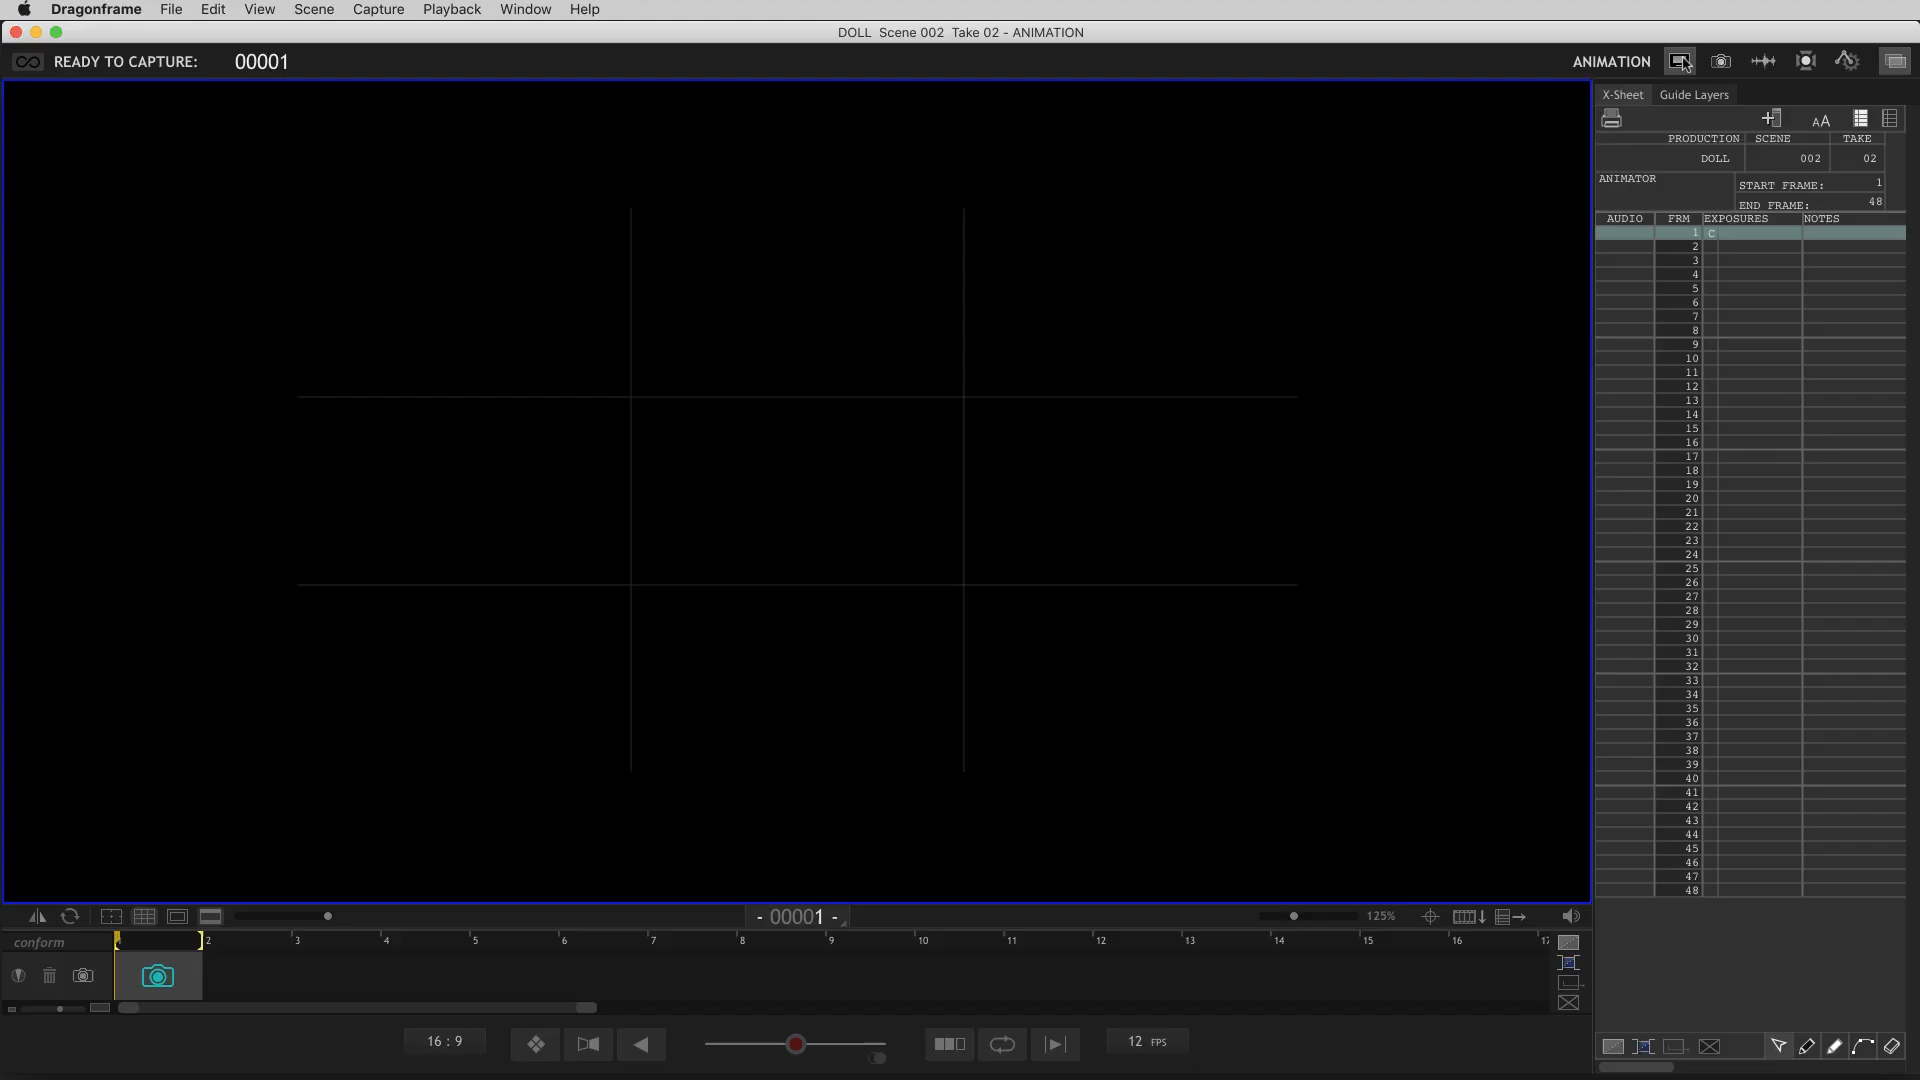 Dragonframe File Edit View Scene Capture Playback Window Help
DOLL Scene 002 Take 02 - ANIMATION
READY TO CAPTURE: 00001
ANIMATION
X-Sheet Guide Layers
AA
PRODUCTION SCENE TAKE
DOLL 002 02
ANIMATOR
START FRAME: 1
END FRAME: 48
AUDIO FRM EXPOSURES NOTES
1 C
2
3
4
5
6
7
8
9
10
11
12
13
14
15
16
17
18
19
20
21
22
23
24
25
26
27
28
29
30
31
32
33
34
35
36
37
38
39
40
41
42
43
44
45
46
47
48
- 00001 -
125%
conform
1 2 3 4 5 6 7 8 9 10 11 12 13 14 15 16 17
16 : 9
12 FPS